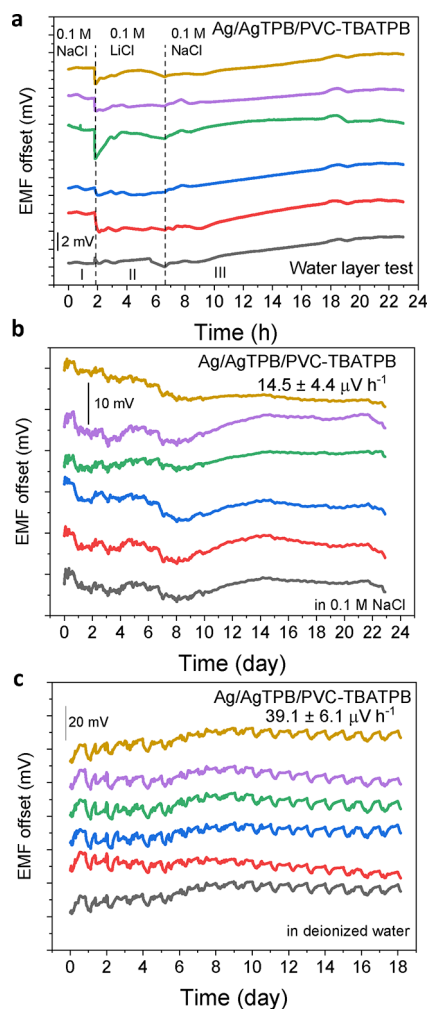 a
0.1 M NaCl
0.1 M LiCl
0.1 M NaCl
Ag/AgTPB/PVC-TBATPB
EMF offset (mV)
2 mV
I
II
III
Water layer test
0 2 4 6 8 10 12 14 16 18 20 22 24
Time (h)
b
Ag/AgTPB/PVC-TBATPB
14.5 ± 4.4 µV h⁻¹
10 mV
EMF offset (mV)
in 0.1 M NaCl
0 2 4 6 8 10 12 14 16 18 20 22 24
Time (day)
c
Ag/AgTPB/PVC-TBATPB
39.1 ± 6.1 µV h⁻¹
20 mV
EMF offset (mV)
in deionized water
0 2 4 6 8 10 12 14 16 18
Time (day)